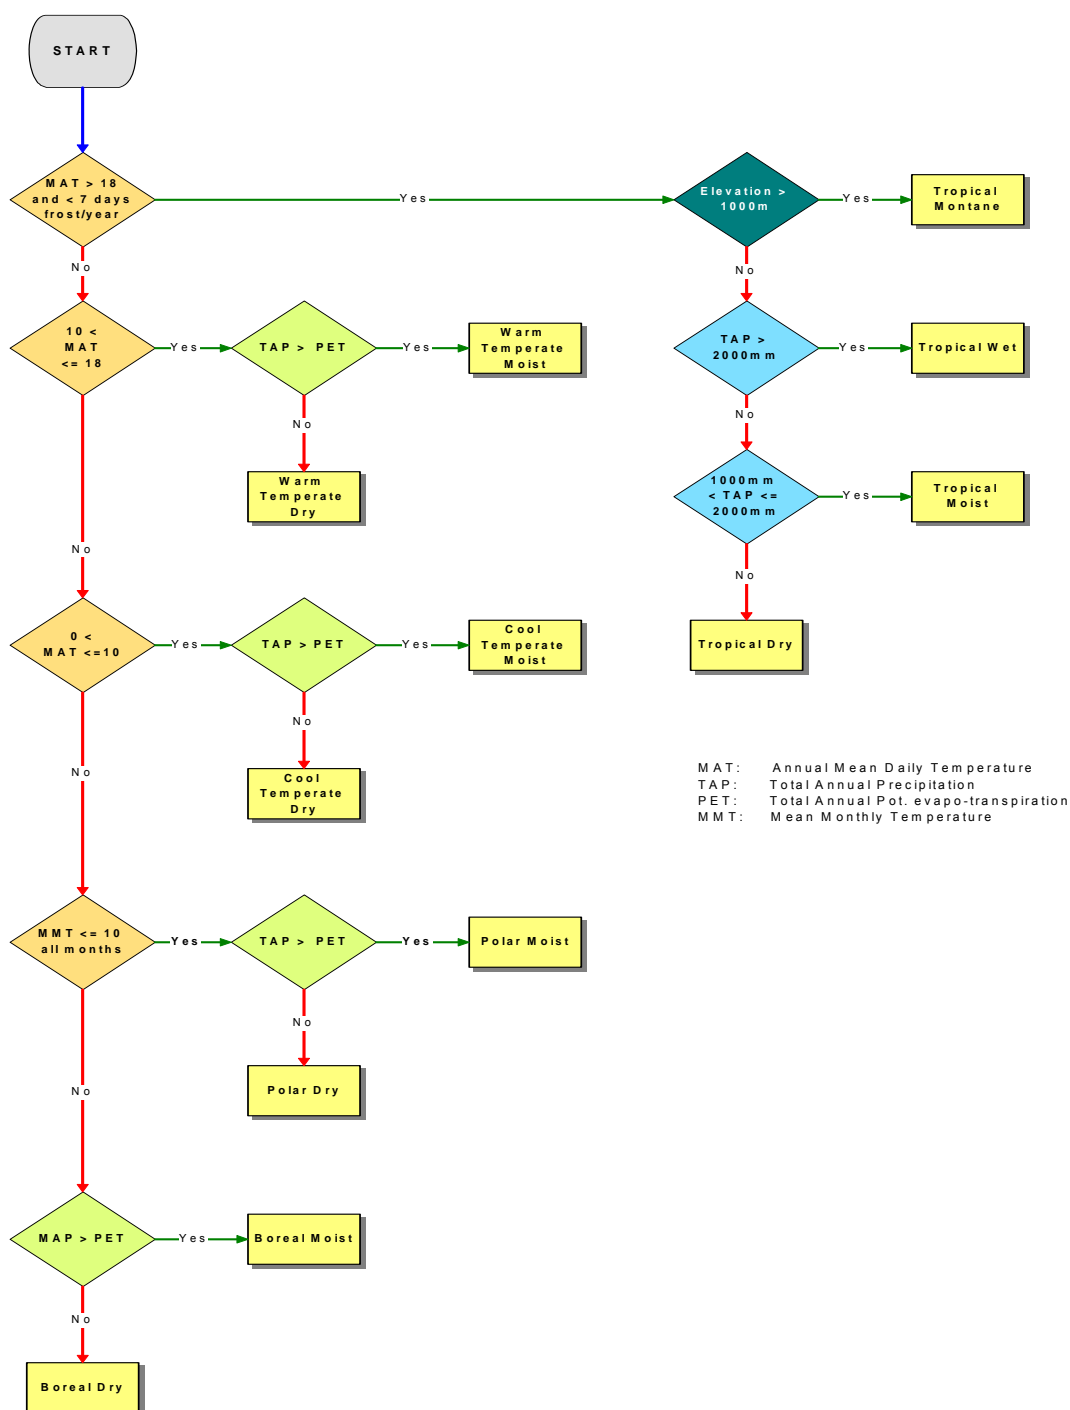 START
MAT > 18
and < 7 days
frost/year
Yes
Elevation >
1000m
Yes
Tropical
Montane
No
No
10 <
MAT
<= 18
Yes
TAP > PET
Yes
Warm
Temperate
Moist
TAP >
2000mm
Yes
Tropical Wet
No
No
Warm
Temperate
Dry
1000mm
< TAP <=
2000mm
Yes
Tropical
Moist
No
No
0 <
MAT <=10
Yes
TAP > PET
Yes
Cool
Temperate
Moist
Tropical Dry
No
No
Cool
Temperate
Dry
MAT: Annual Mean Daily Temperature
TAP: Total Annual Precipitation
PET: Total Annual Pot. evapo-transpiration
MMT: Mean Monthly Temperature
MMT <= 10
all months
Yes
TAP > PET
Yes
Polar Moist
No
No
Polar Dry
MAP > PET
Yes
Boreal Moist
No
Boreal Dry